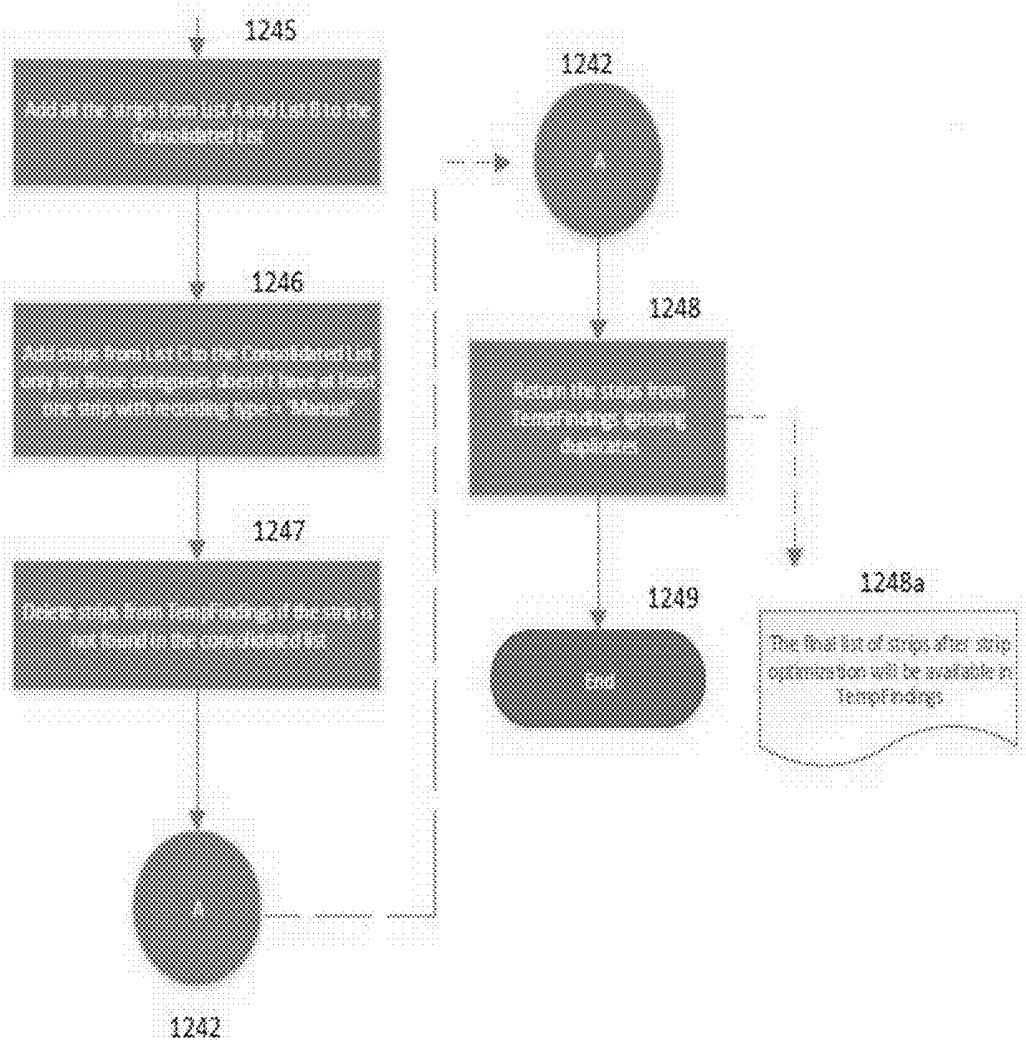 1245
Add all the strips from List A and List B to the
Consolidated List
1246
Add strips from List C to the Consolidated List
only for those categories doesn't have at least
one strip with recording type = 'Manual'
1247
Delete strips from TempFindings if the strip is
not found in the consolidated list
A
1242
1242
A
1248
Return the strips from
TempFindings ignoring
duplicates
1249
End
1248a
The final list of strips after strip
optimization will be available in
TempFindings